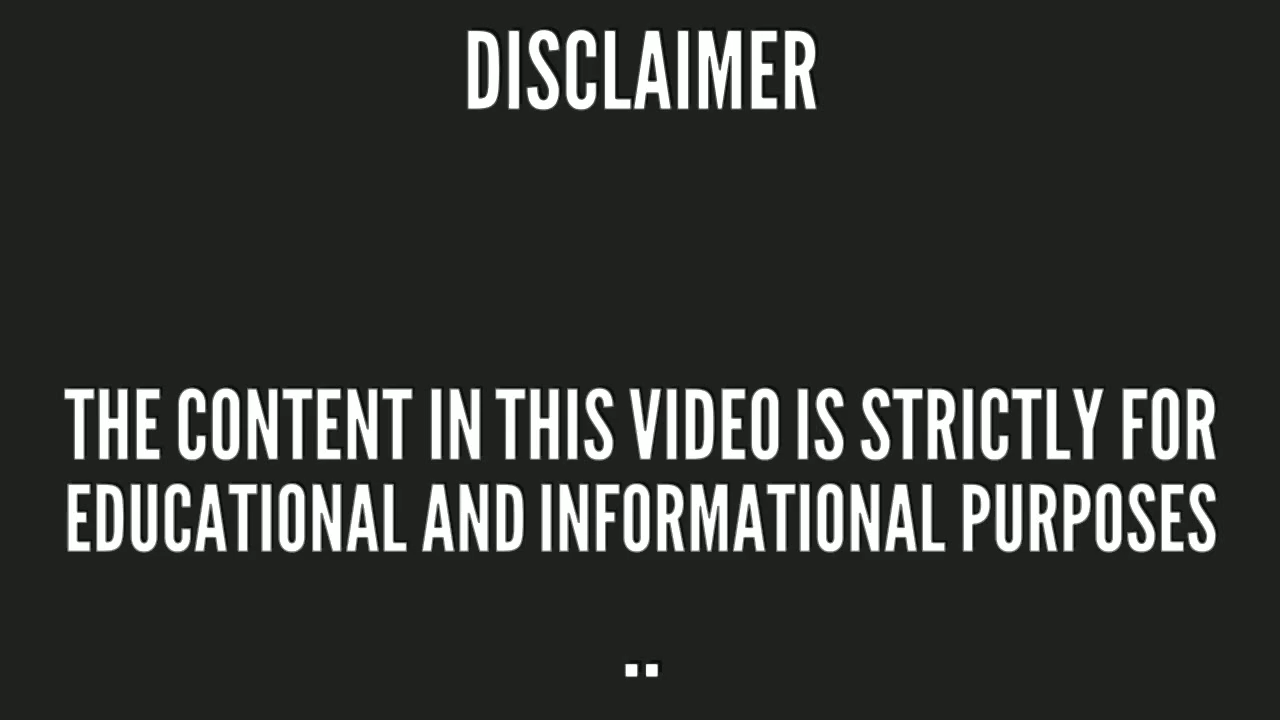 DISCLAIMER
THE CONTENT IN THIS VIDEO IS STRICTLY FOR
EDUCATIONAL AND INFORMATIONAL PURPOSES
..